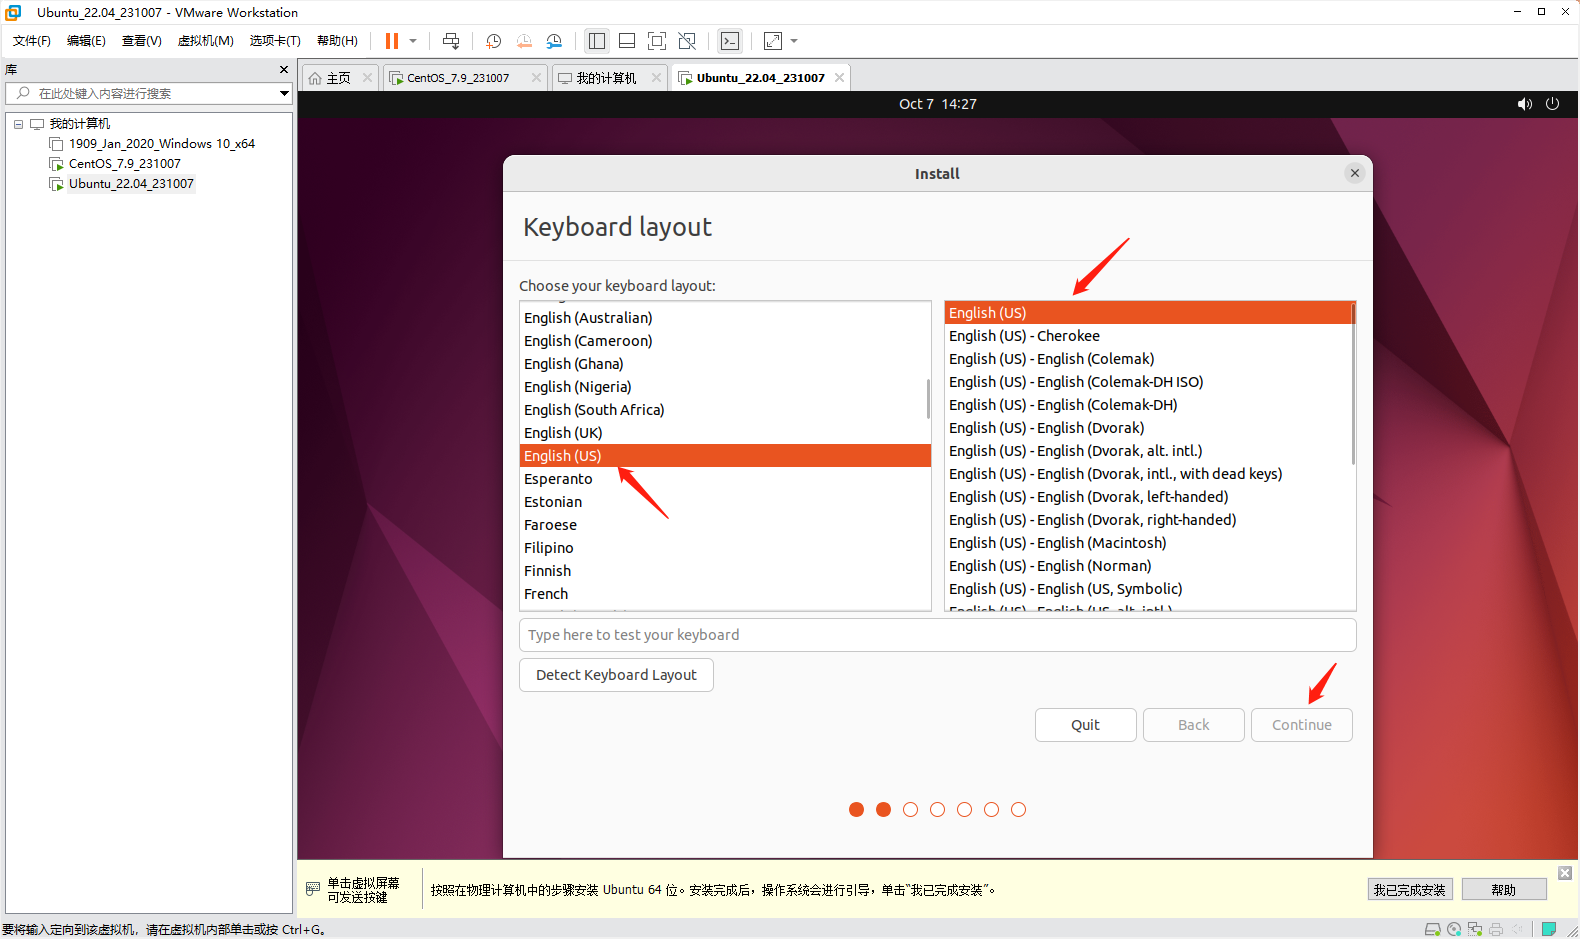 Ubuntu_22.04_231007 - VMware Workstation
文件(F) 编辑(E) 查看(V) 虚拟机(M) 选项卡(T) 帮助(H)
库
在此处键入内容进行搜索
我的计算机
1909_Jan_2020_Windows 10_x64
CentOS_7.9_231007
Ubuntu_22.04_231007
主页 CentOS_7.9_231007 我的计算机 Ubuntu_22.04_231007
Oct 7 14:27
Install
Keyboard layout
Choose your keyboard layout:
English (Australian)
English (Cameroon)
English (Ghana)
English (Nigeria)
English (South Africa)
English (UK)
English (US)
Esperanto
Estonian
Faroese
Filipino
Finnish
French
English (US)
English (US) - Cherokee
English (US) - English (Colemak)
English (US) - English (Colemak-DH ISO)
English (US) - English (Colemak-DH)
English (US) - English (Dvorak)
English (US) - English (Dvorak, alt. intl.)
English (US) - English (Dvorak, intl., with dead keys)
English (US) - English (Dvorak, left-handed)
English (US) - English (Dvorak, right-handed)
English (US) - English (Macintosh)
English (US) - English (Norman)
English (US) - English (US, Symbolic)
English (US) - English (US, alt. intl.)
Type here to test your keyboard
Detect Keyboard Layout
Quit Back Continue
单击虚拟屏幕
可发送按键
按照在物理计算机中的步骤安装 Ubuntu 64 位。安装完成后，操作系统会进行引导，单击“我已完成安装”。
我已完成安装 帮助
要将输入定向到该虚拟机，请在虚拟机内部单击或按 Ctrl+G。